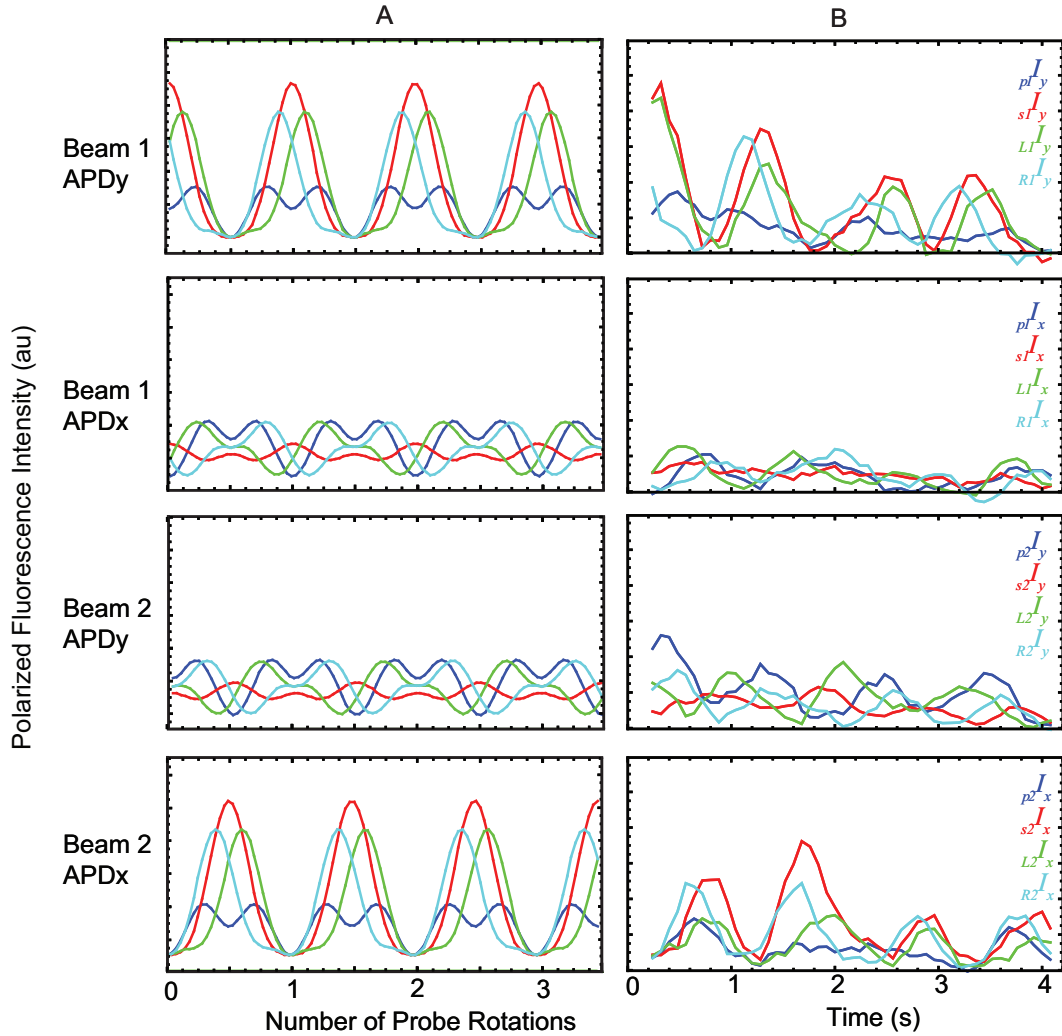 A
B
Polarized Fluorescence Intensity (au)
Beam 1
APDy
p1Iy
s1Iy
L1Iy
R1Iy
Beam 1
APDx
p1Ix
s1Ix
L1Ix
R1Ix
Beam 2
APDy
p2Iy
s2Iy
L2Iy
R2Iy
Beam 2
APDx
p2Ix
s2Ix
L2Ix
R2Ix
0 1 2 3
0 1 2 3 4
Number of Probe Rotations
Time (s)